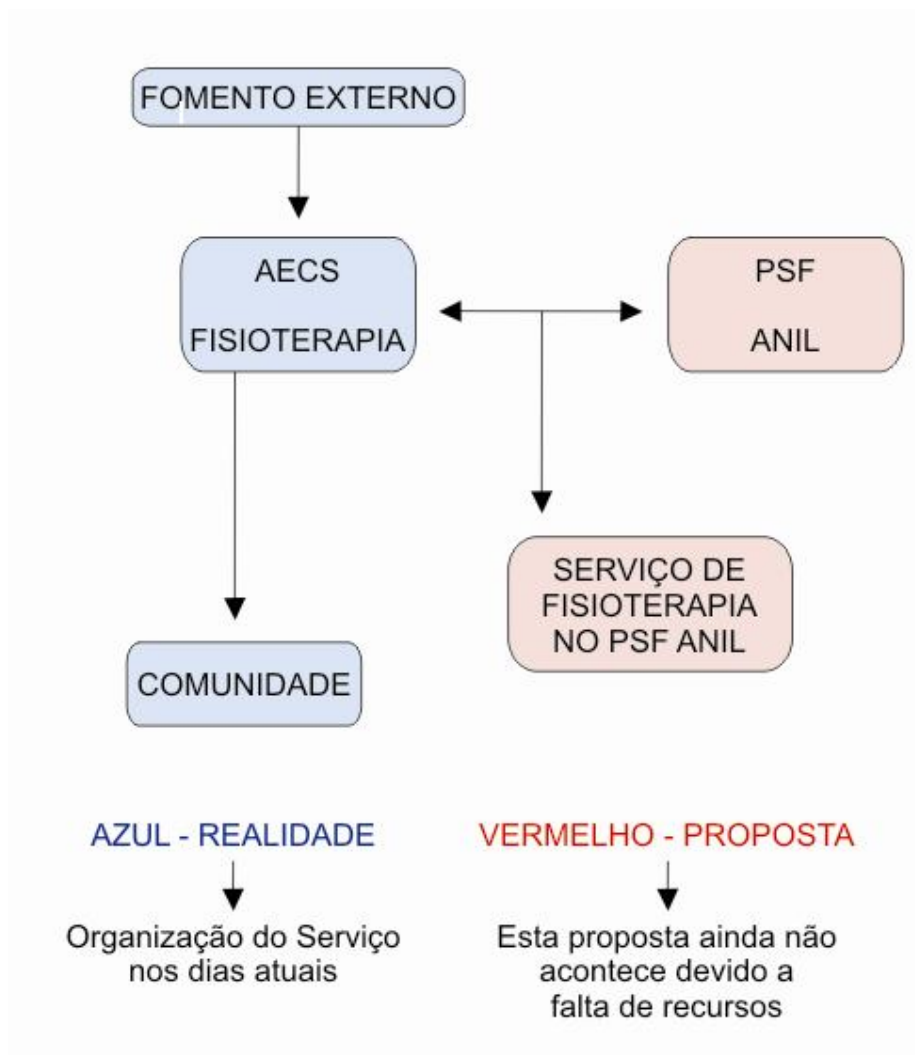 FOMENTO EXTERNO
AECS
FISIOTERAPIA
PSF
ANIL
SERVIÇO DE
FISIOTERAPIA
NO PSF ANIL
COMUNIDADE
AZUL - REALIDADE
Organização do Serviço
nos dias atuais
VERMELHO - PROPOSTA
Esta proposta ainda não
acontece devido a
falta de recursos